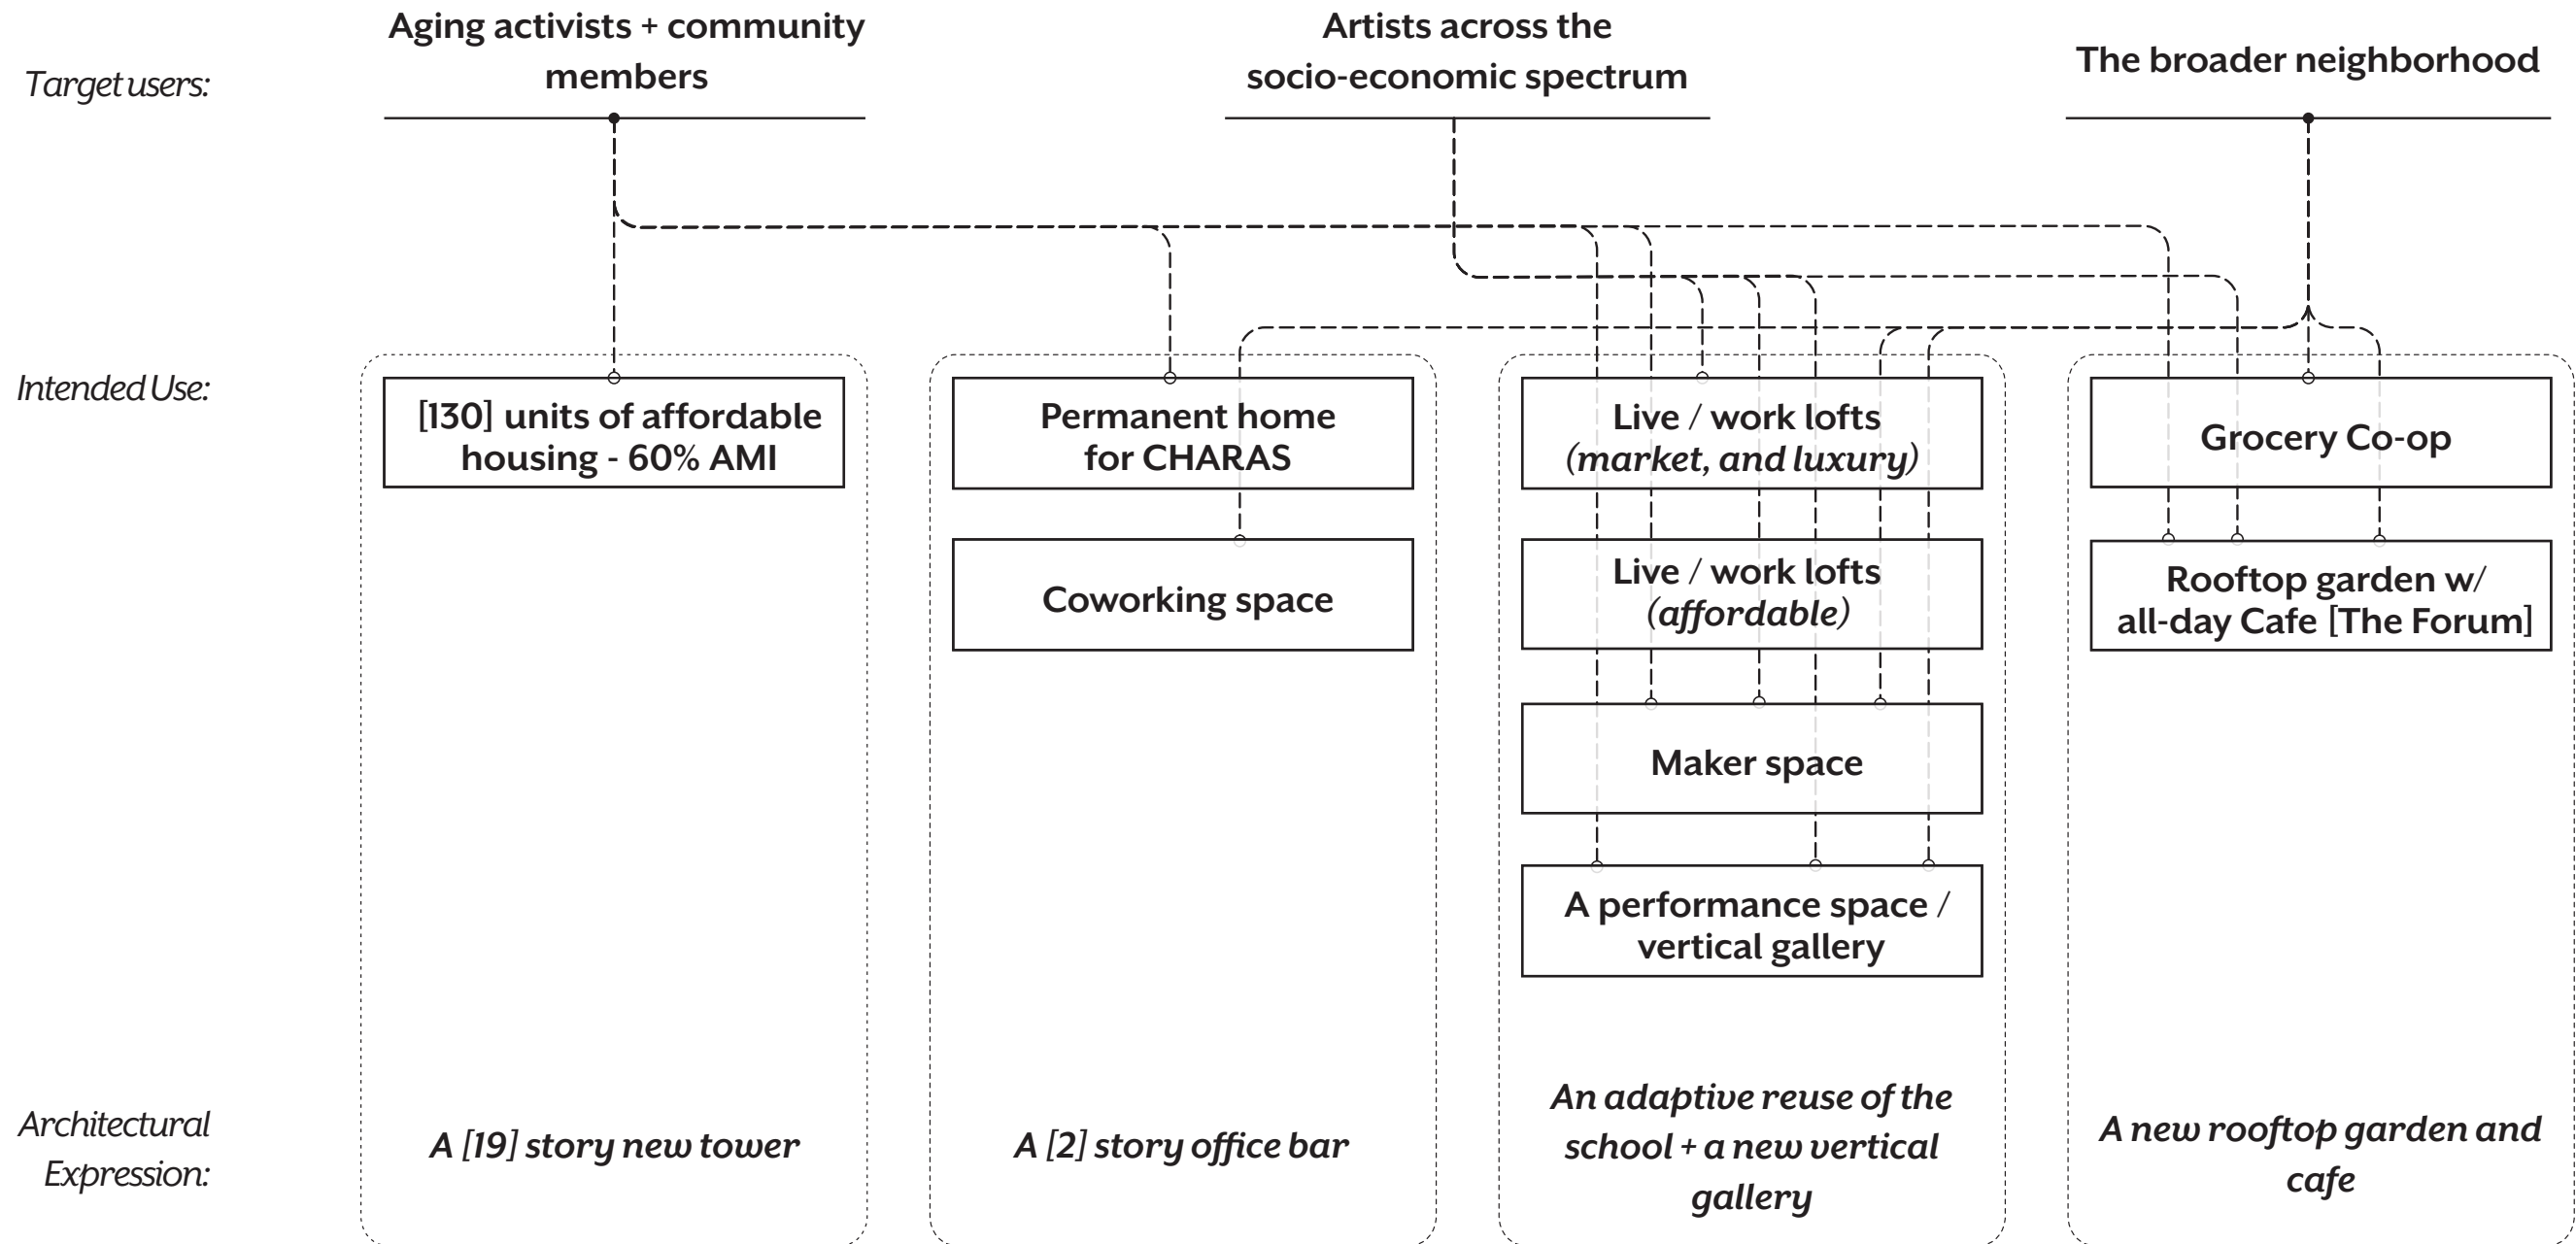 Target users:
Aging activists + community
members
Artists across the
socio-economic spectrum
The broader neighborhood
Intended Use:
[130] units of affordable
housing - 60% AMI
Permanent home
for CHARAS
Coworking space
Live / work lofts
(market, and luxury)
Live / work lofts
(affordable)
Maker space
A performance space /
vertical gallery
Grocery Co-op
Rooftop garden w/
all-day Cafe [The Forum]
Architectural
Expression:
A [19] story new tower
A [2] story office bar
An adaptive reuse of the
school + a new vertical
gallery
A new rooftop garden and
cafe